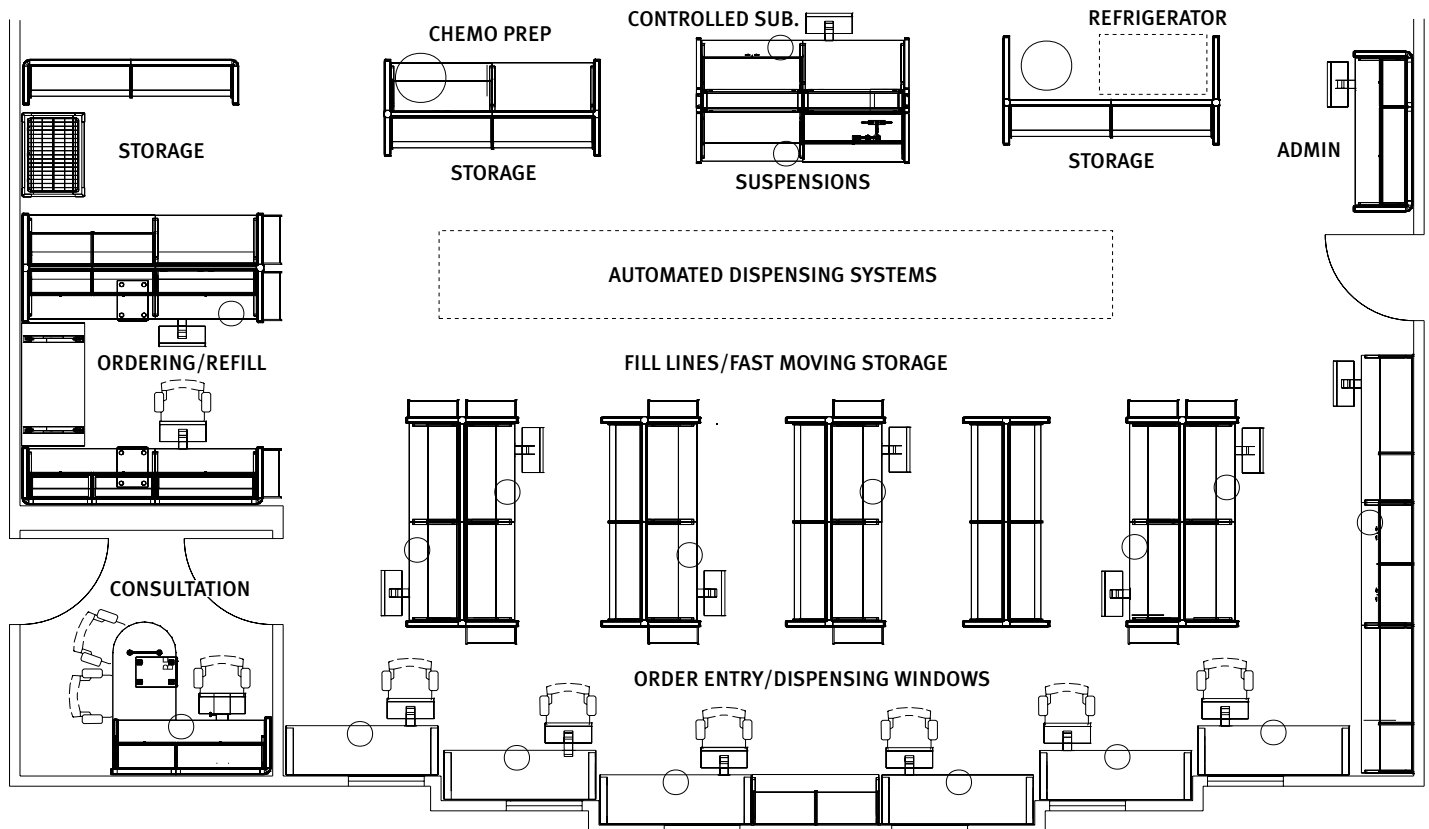 CONTROLLED SUB.
REFRIGERATOR
CHEMO PREP
STORAGE
STORAGE
SUSPENSIONS
STORAGE
ADMIN
AUTOMATED DISPENSING SYSTEMS
ORDERING/REFILL
FILL LINES/FAST MOVING STORAGE
CONSULTATION
ORDER ENTRY/DISPENSING WINDOWS